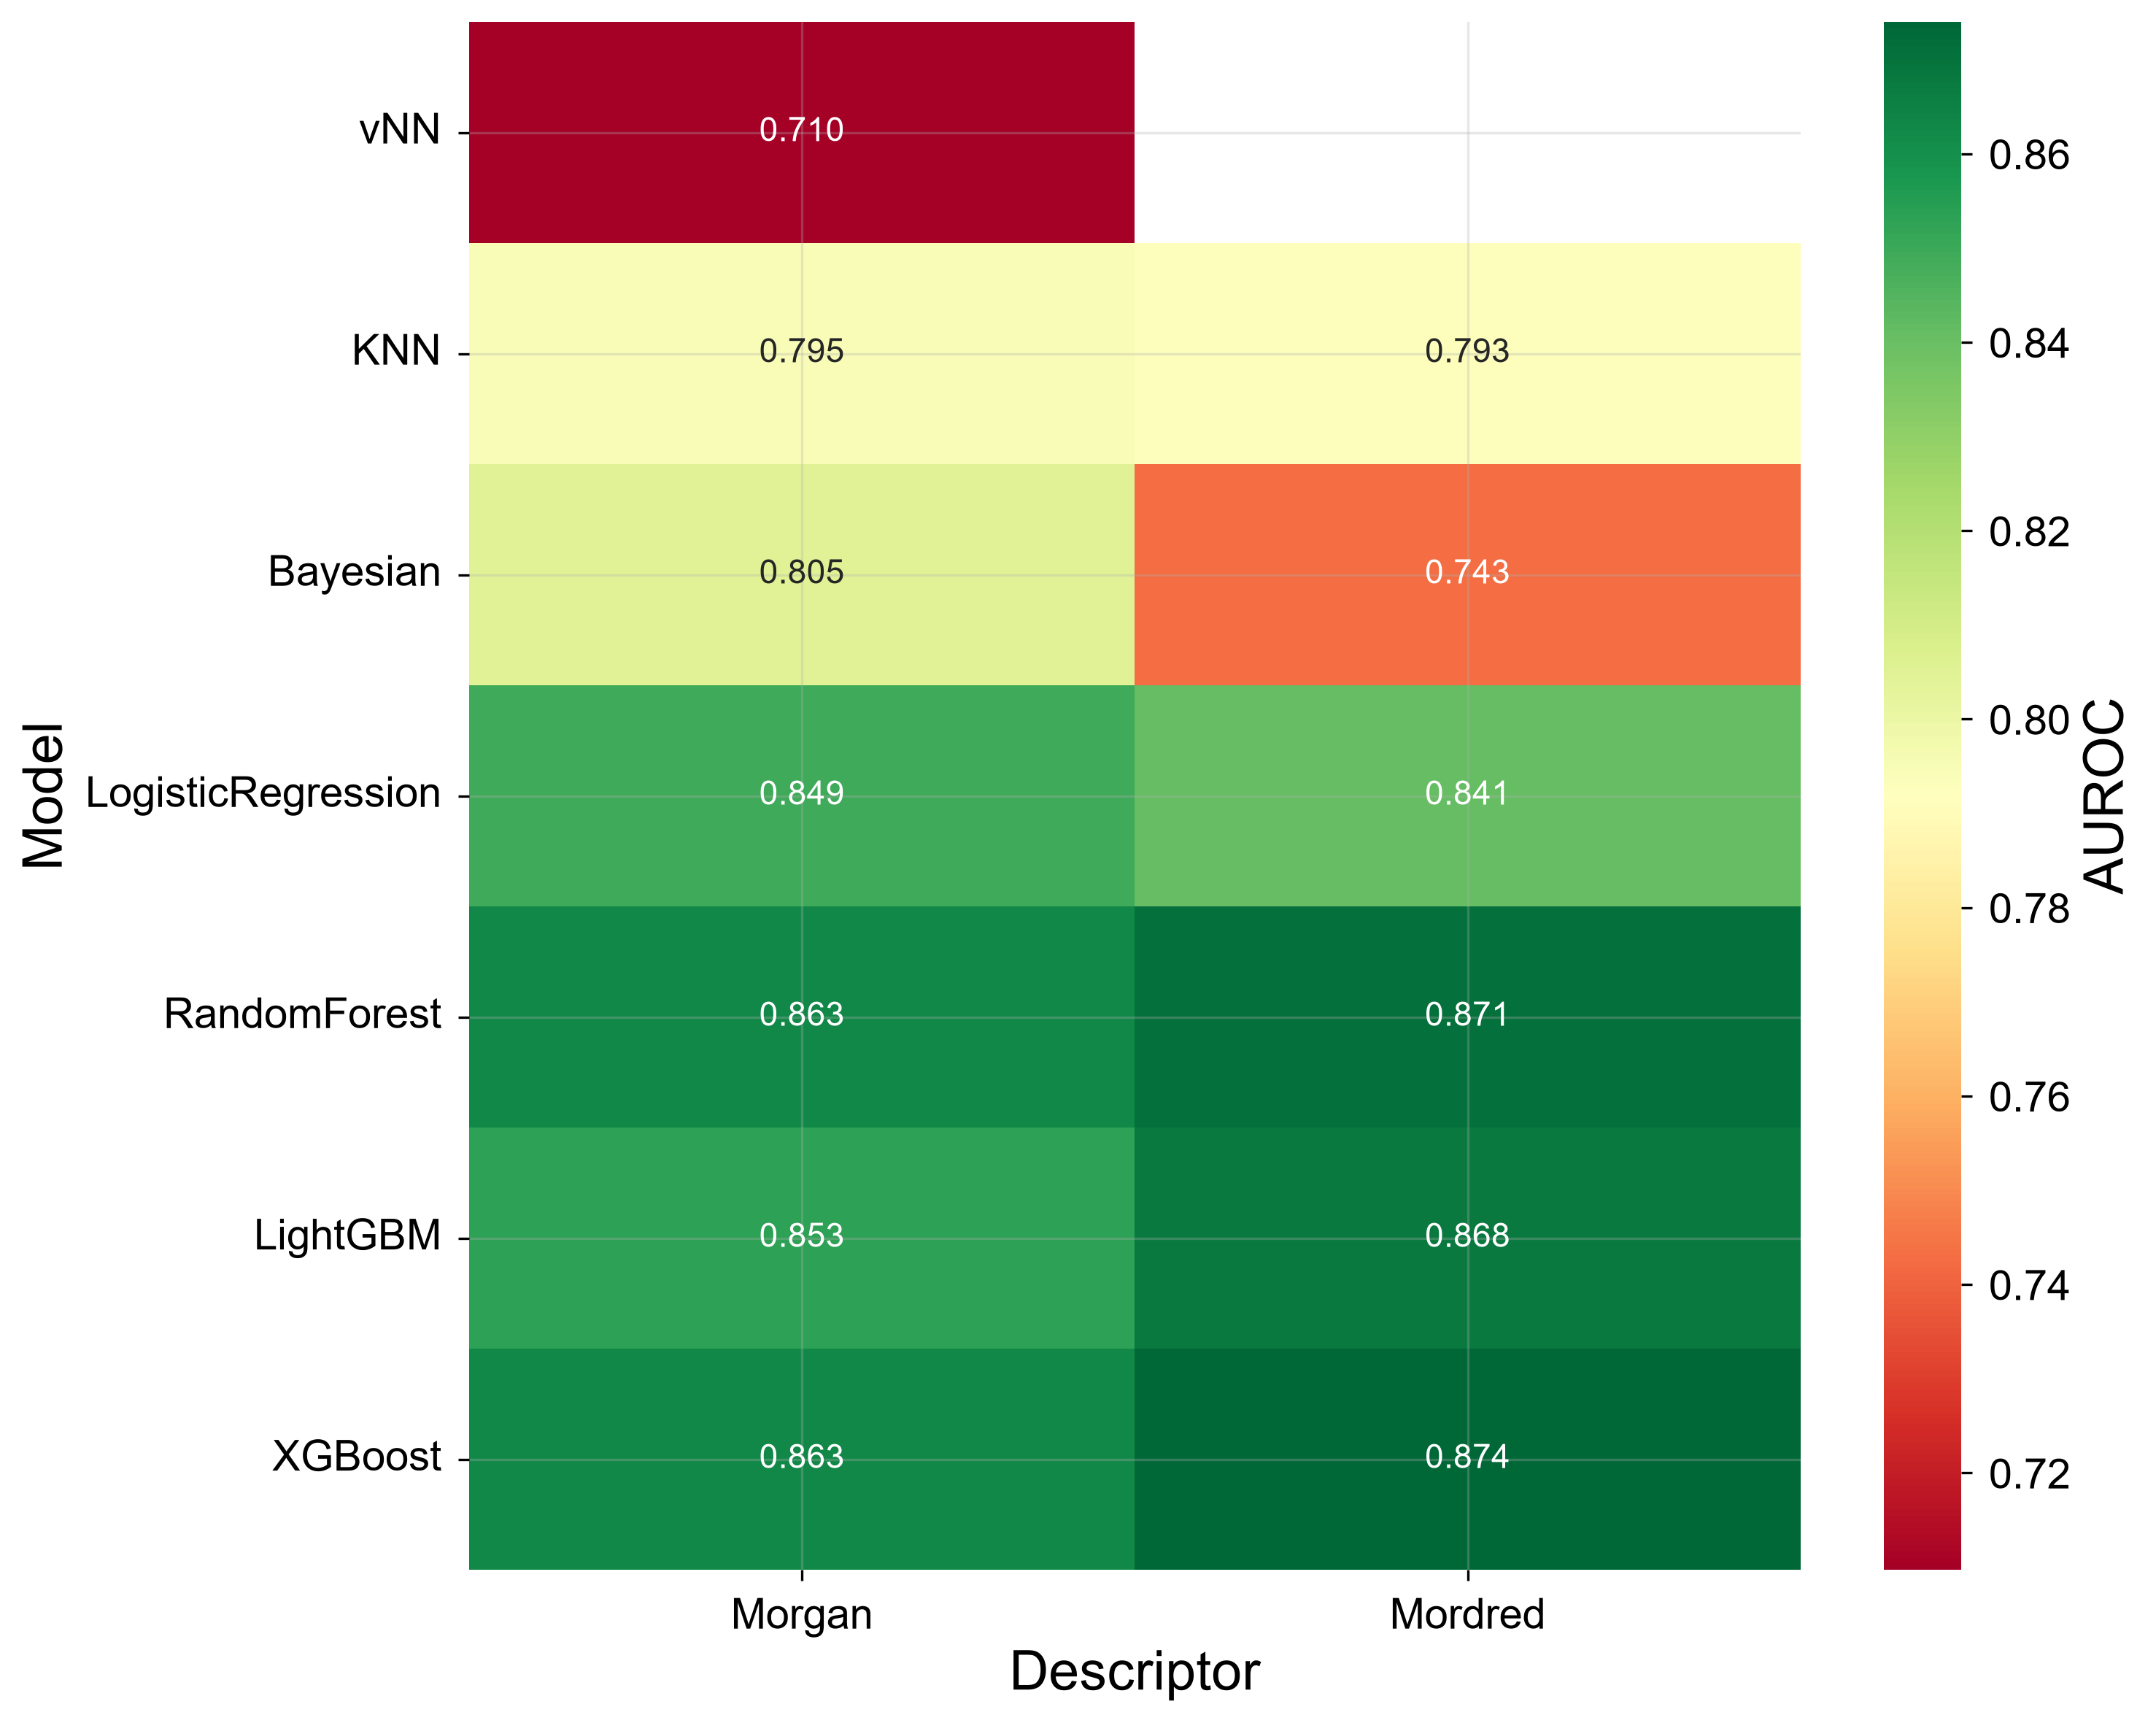 Model
vNN 0.710
KNN 0.795 0.793
Bayesian 0.805 0.743
LogisticRegression 0.849 0.841
RandomForest 0.863 0.871
LightGBM 0.853 0.868
XGBoost 0.863 0.874
Morgan Mordred
Descriptor
0.86
0.84
0.82
0.80
0.78
0.76
0.74
0.72
AUROC